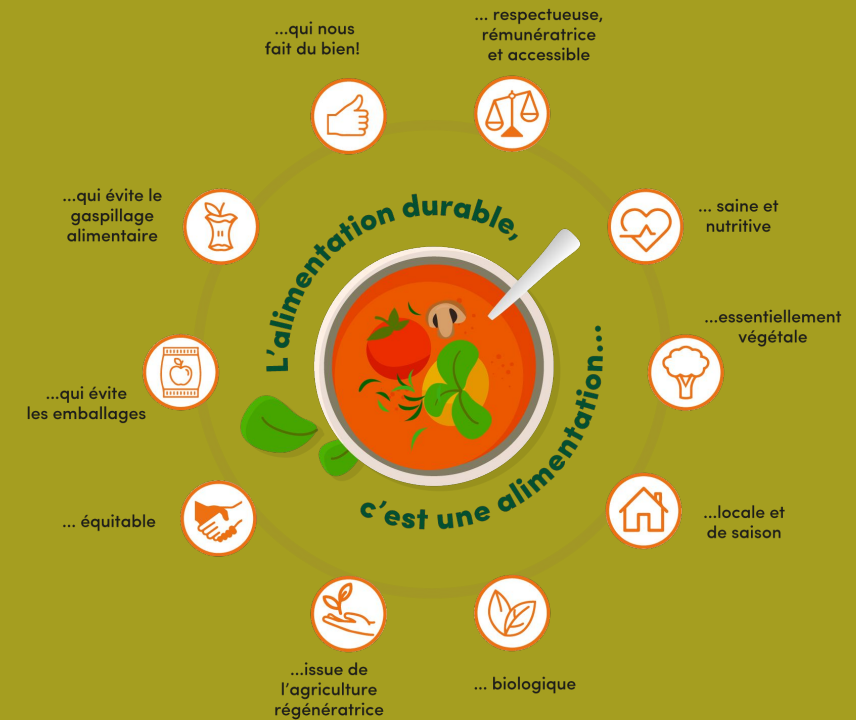 L'alimentation durable,
c'est une alimentation...
... respectueuse,
rémunératrice
et accessible
... saine et
nutritive
...essentiellement
végétale
...locale et
de saison
... biologique
...issue de
l'agriculture
régénératrice
... équitable
...qui évite
les emballages
...qui évite le
gaspillage
alimentaire
...qui nous
fait du bien!